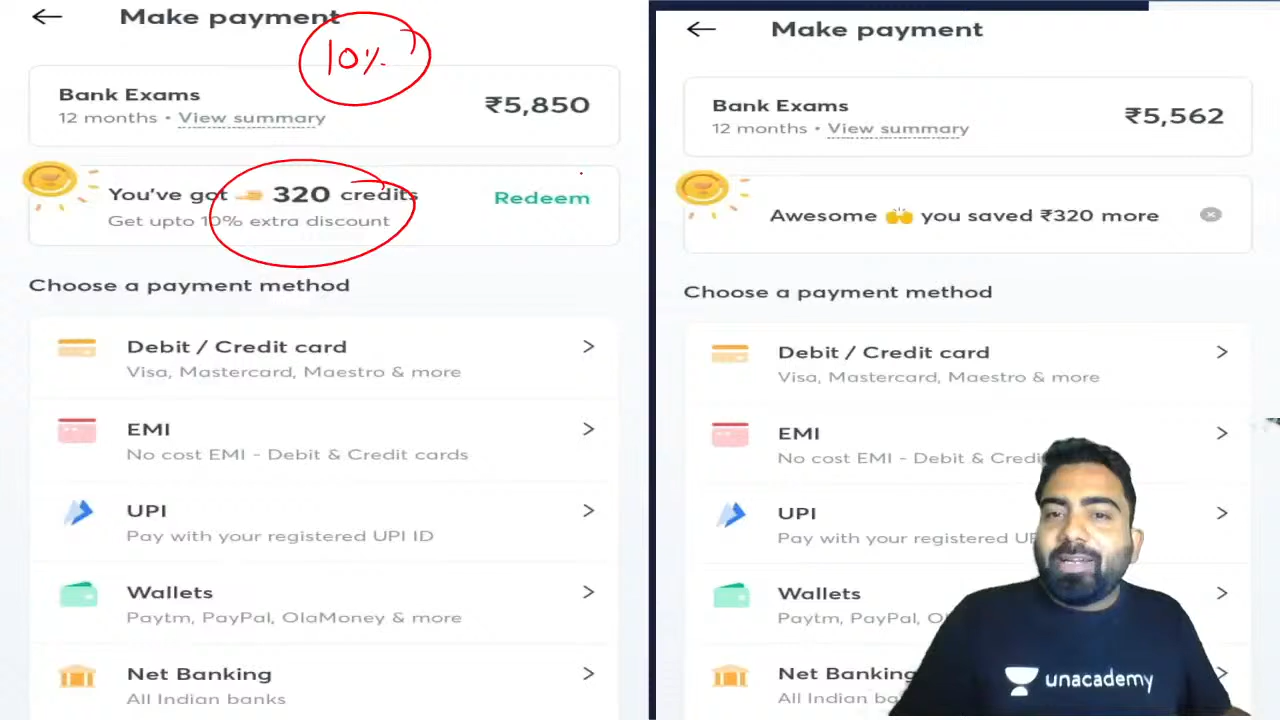 Make payment
10%
Bank Exams
₹5,850
12 months • View summary
You've got 320 credits
Redeem
Get upto 10% extra discount
Choose a payment method
Debit / Credit card
Visa, Mastercard, Maestro & more
EMI
No cost EMI - Debit & Credit cards
UPI
Pay with your registered UPI ID
Wallets
Paytm, PayPal, OlaMoney & more
Net Banking
All Indian banks
Make payment
Bank Exams
₹5,562
12 months • View summary
Awesome 🙌 you saved ₹320 more
Choose a payment method
Debit / Credit card
Visa, Mastercard, Maestro & more
EMI
No cost EMI - Debit & Credi
UPI
Pay with your registered UP
Wallets
Paytm, PayPal, Ol
Net Banking
All Indian ba
unacademy